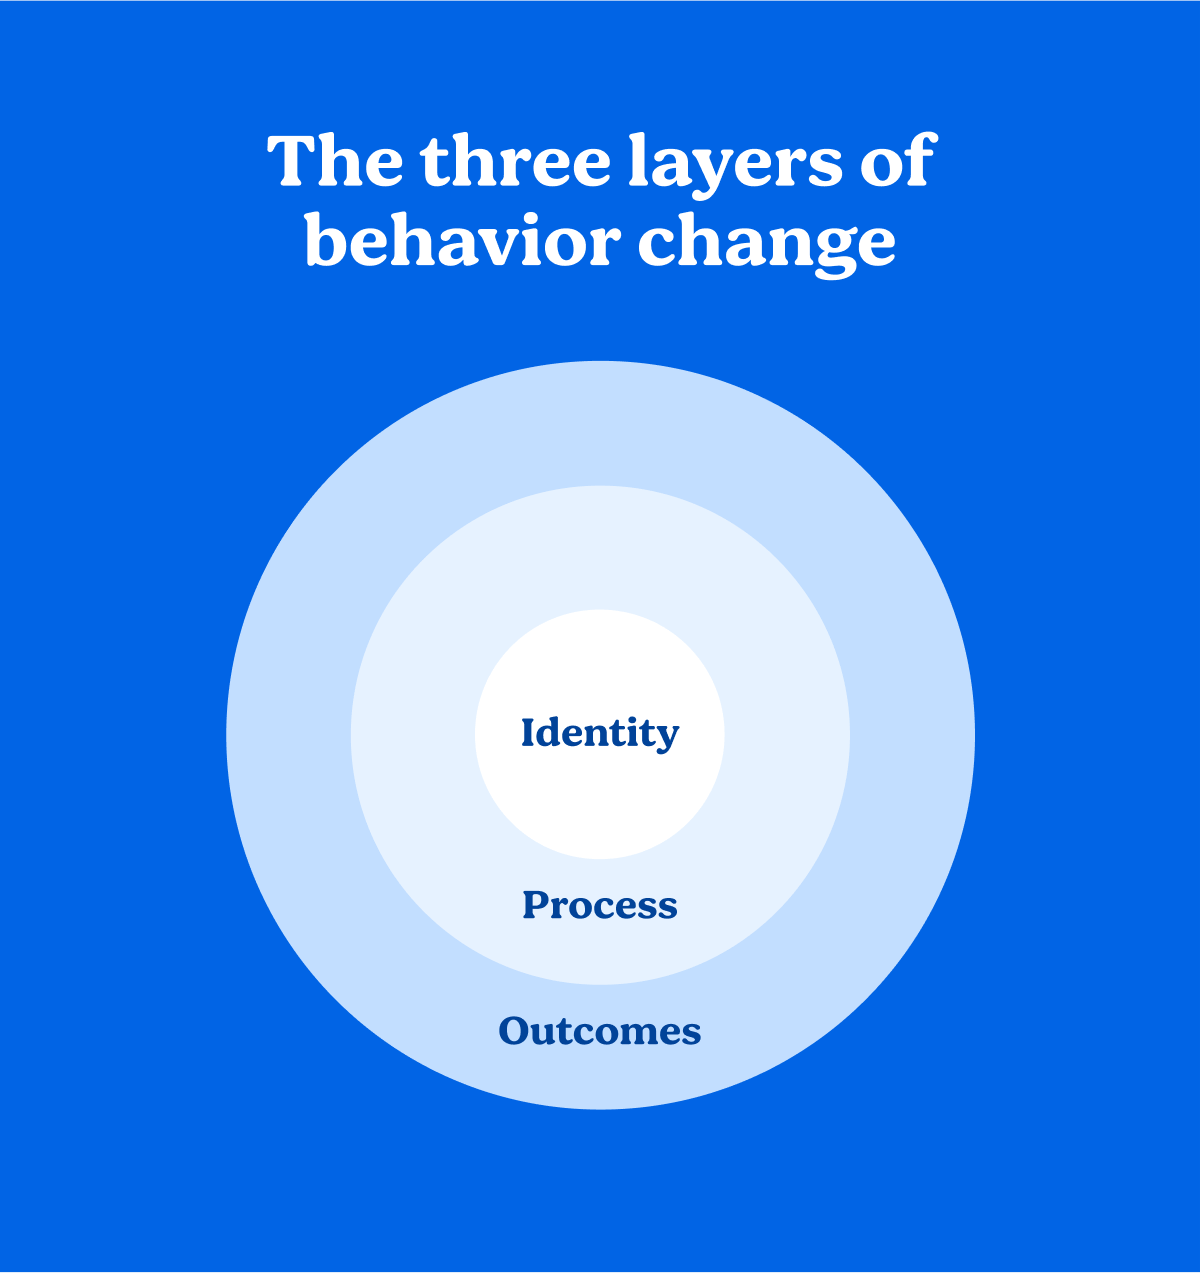 The three layers of
behavior change
Identity
Process
Outcomes